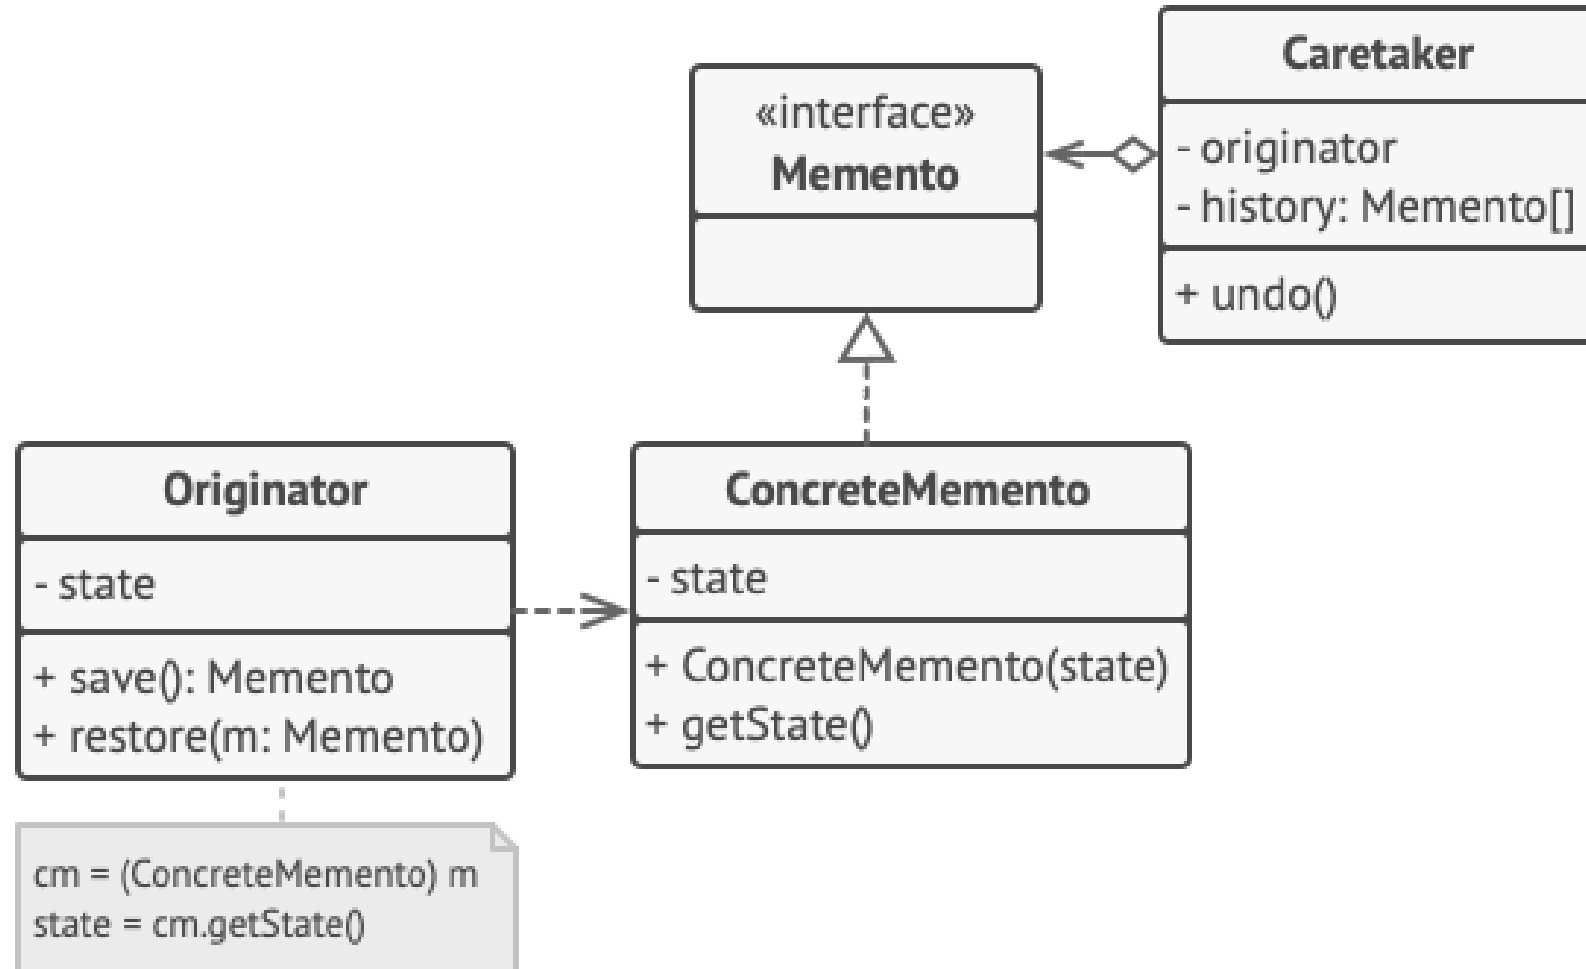 Caretaker
- originator
- history: Memento[]
+ undo()
«interface»
Memento
Originator
- state
+ save(): Memento
+ restore(m: Memento)
ConcreteMemento
- state
+ ConcreteMemento(state)
+ getState()
cm = (ConcreteMemento) m
state = cm.getState()